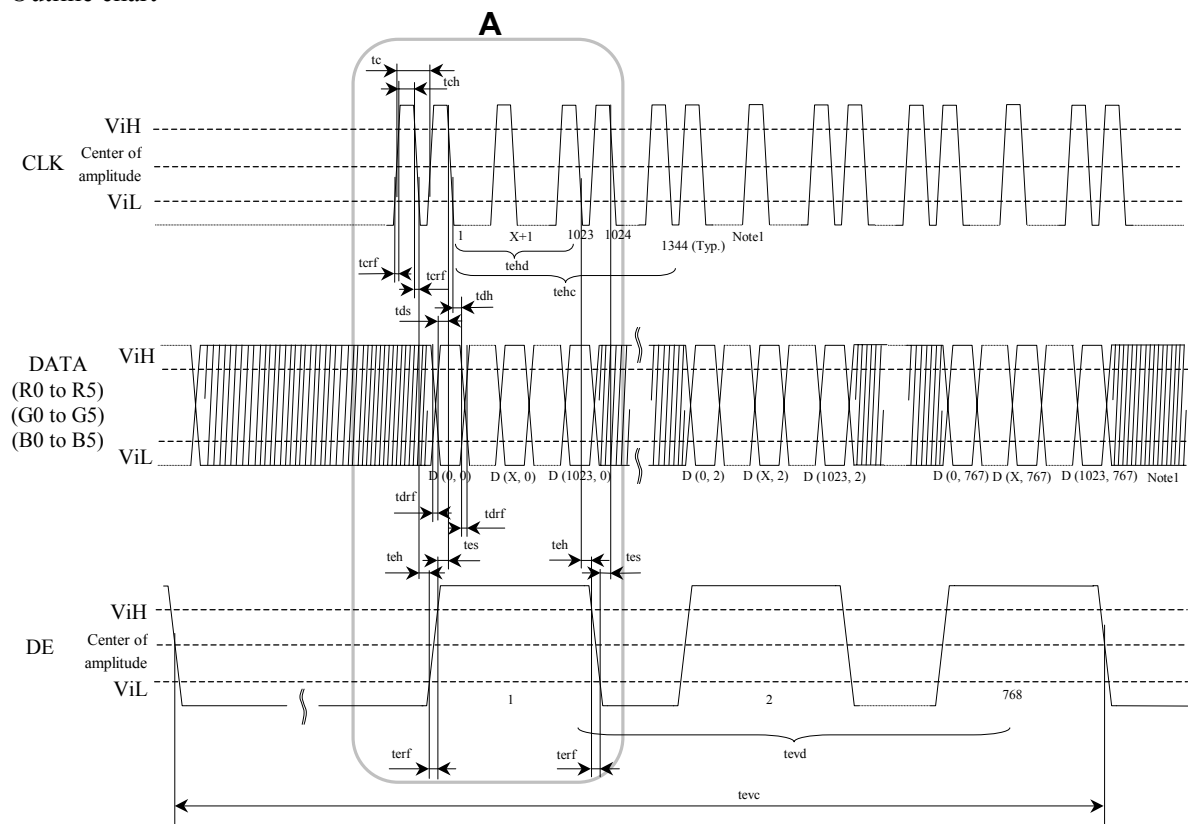 A
tc
tch
ViH
CLK
Center of
amplitude
ViL
1
X+1
1023
1024
1344 (Typ.)
Note1
tehd
tehc
tcrf
tcrf
tdh
tds
DATA
(R0 to R5)
(G0 to G5)
(B0 to B5)
ViH
ViL
D (0, 0)
D (X, 0)
D (1023, 0)
D (0, 2)
D (X, 2)
D (1023, 2)
D (0, 767)
D (X, 767)
D (1023, 767)
Note1
tdrf
tdrf
teh
tes
teh
tes
ViH
DE
Center of
amplitude
ViL
1
2
768
tevd
terf
terf
tevc